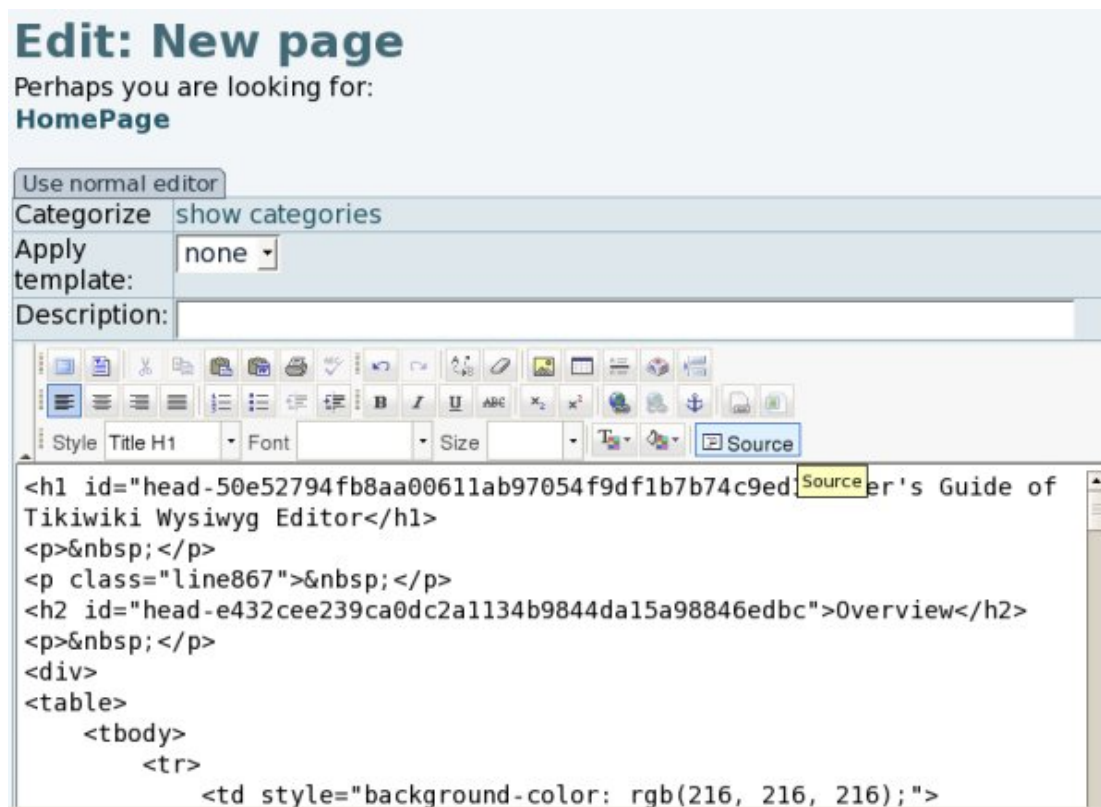 Edit: New page
Perhaps you are looking for:
HomePage
Use normal editor
Categorize show categories
Apply template: none
Description:
B I U ABC x₂ x²
Style Title H1 Font Size Source
Source
<h1 id="head-50e52794fb8aa00611ab97054f9df1b7b74c9ed er's Guide of
Tikiwiki Wysiwyg Editor</h1>
<p>&nbsp;</p>
<p class="line867">&nbsp;</p>
<h2 id="head-e432cee239ca0dc2a1134b9844da15a98846edbc">Overview</h2>
<p>&nbsp;</p>
<div>
<table>
<tbody>
<tr>
<td style="background-color: rgb(216, 216, 216);">